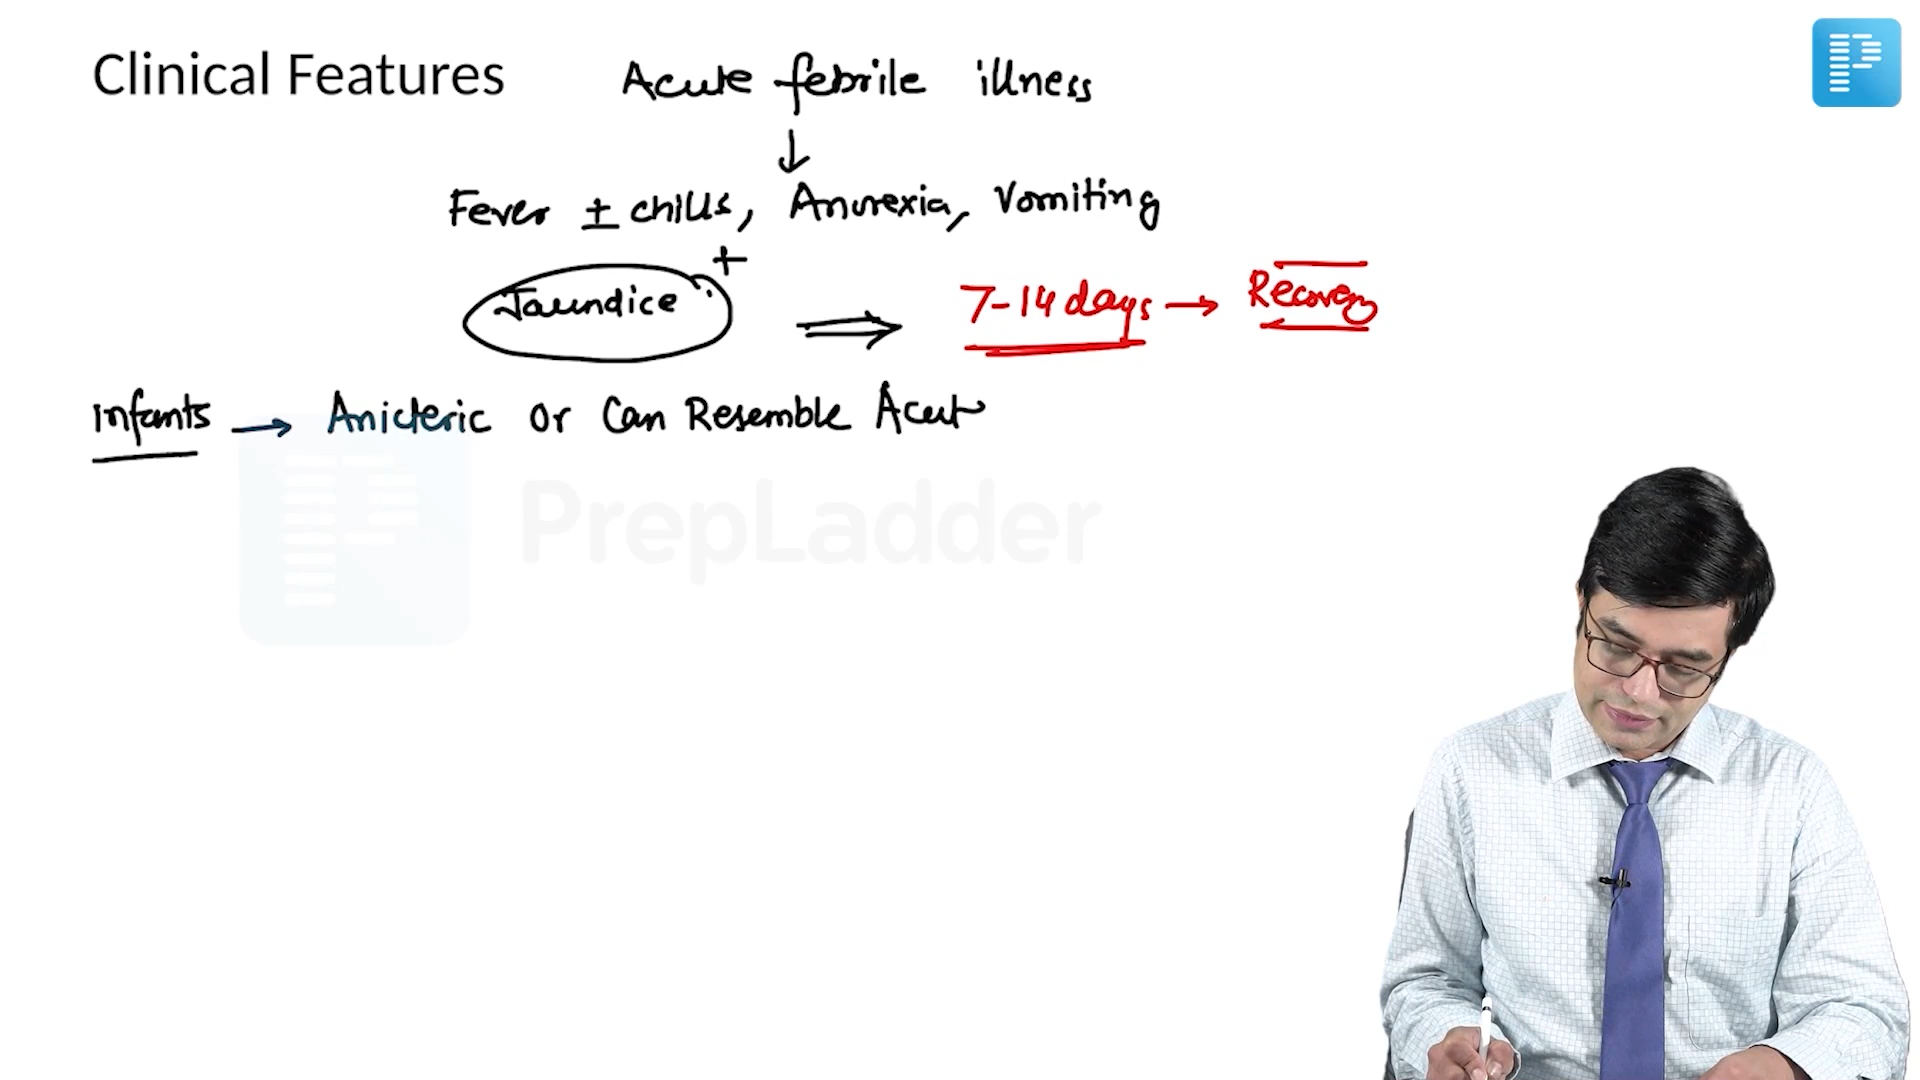 Clinical Features Acute febrile illness
↓
Fever ± chills, Anorexia, Vomiting
+
Jaundice ⇒ 7-14 days → Recovery
Infants → Anicteric or Can Resemble Acut
PrepLadder